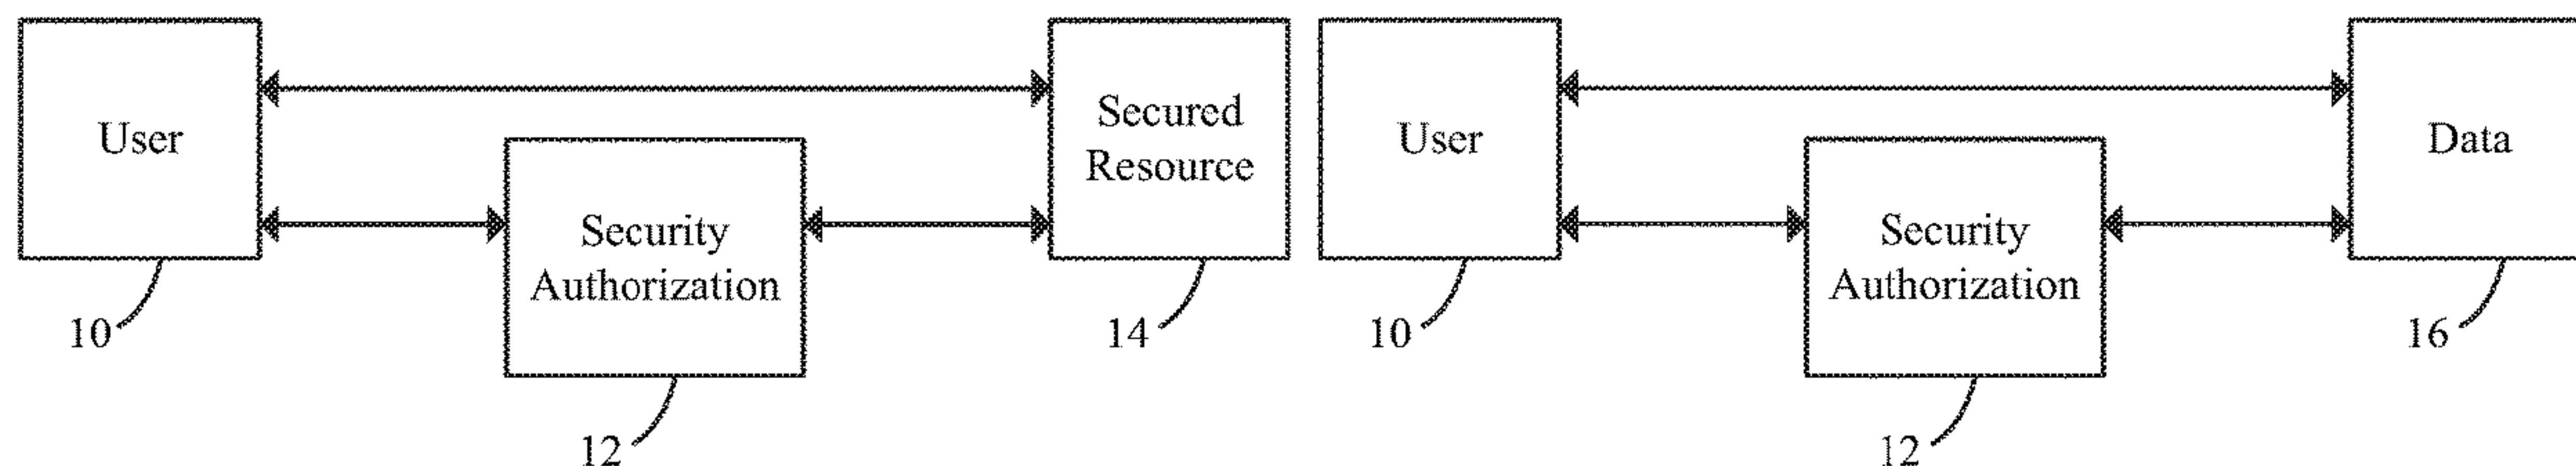 User
Security
Authorization
Secured
Resource
10
12
14
User
Security
Authorization
Data
10
12
16